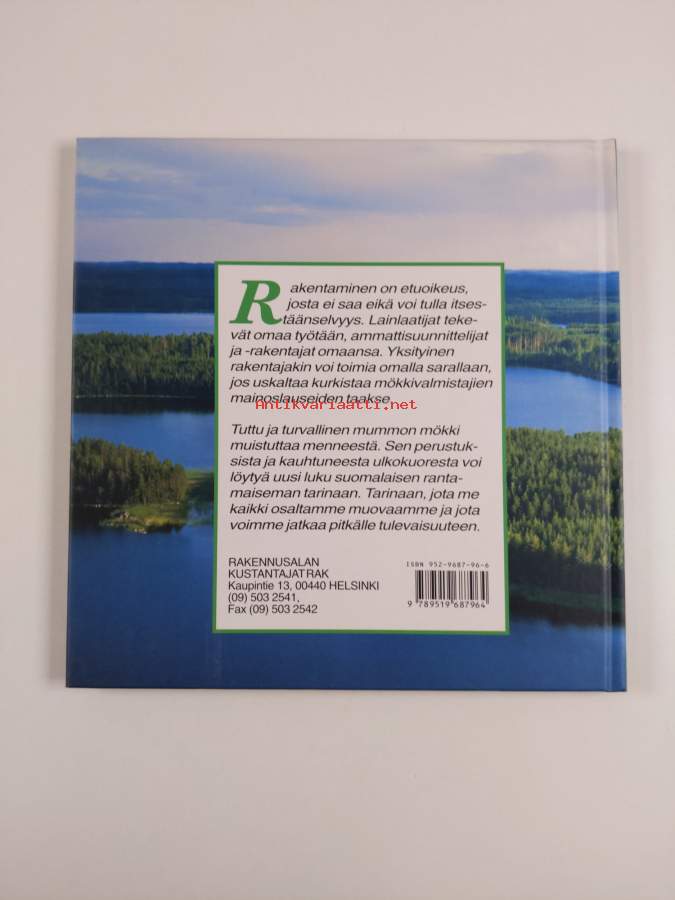 Rakentaminen on etuoikeus,
josta ei saa eikä voi tulla itses-
täänselvyys. Lainlaatijat teke-
vät omaa työtään, ammattisuunnittelijat
ja -rakentajat omaansa. Yksityinen
rakentajakin voi toimia omalla sarallaan,
jos uskaltaa kurkistaa mökkivalmistajien
mainoslauseiden taakse.
Antikvariaatti.net
Tuttu ja turvallinen mummon mökki
muistuttaa menneestä. Sen perustuk-
sista ja kauhtuneesta ulkokuoresta voi
löytyä uusi luku suomalaisen ranta-
maiseman tarinaan. Tarinaan, jota me
kaikki osaltamme muovaamme ja jota
voimme jatkaa pitkälle tulevaisuuteen.
RAKENNUSALAN
KUSTANTAJAT RAK
Kaupintie 13, 00440 HELSINKI
(09) 503 2541,
Fax (09) 503 2542
ISBN 952-9687-96-6
9 789519 687964